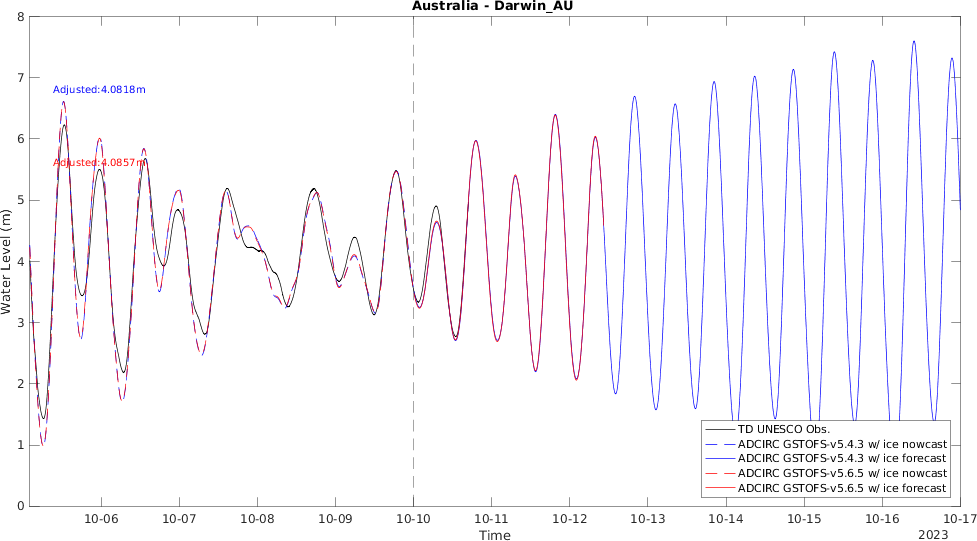 Australia - Darwin_AU
8
7
6
5
4
3
2
1
0
Water Level (m)
Adjusted:4.0818m
Adjusted:4.0857m
TD UNESCO Obs.
ADCIRC GSTOFS-v5.4.3 w/ ice nowcast
ADCIRC GSTOFS-v5.4.3 w/ ice forecast
ADCIRC GSTOFS-v5.6.5 w/ ice nowcast
ADCIRC GSTOFS-v5.6.5 w/ ice forecast
10-06 10-07 10-08 10-09 10-10 10-11 10-12 10-13 10-14 10-15 10-16 10-17
Time
2023